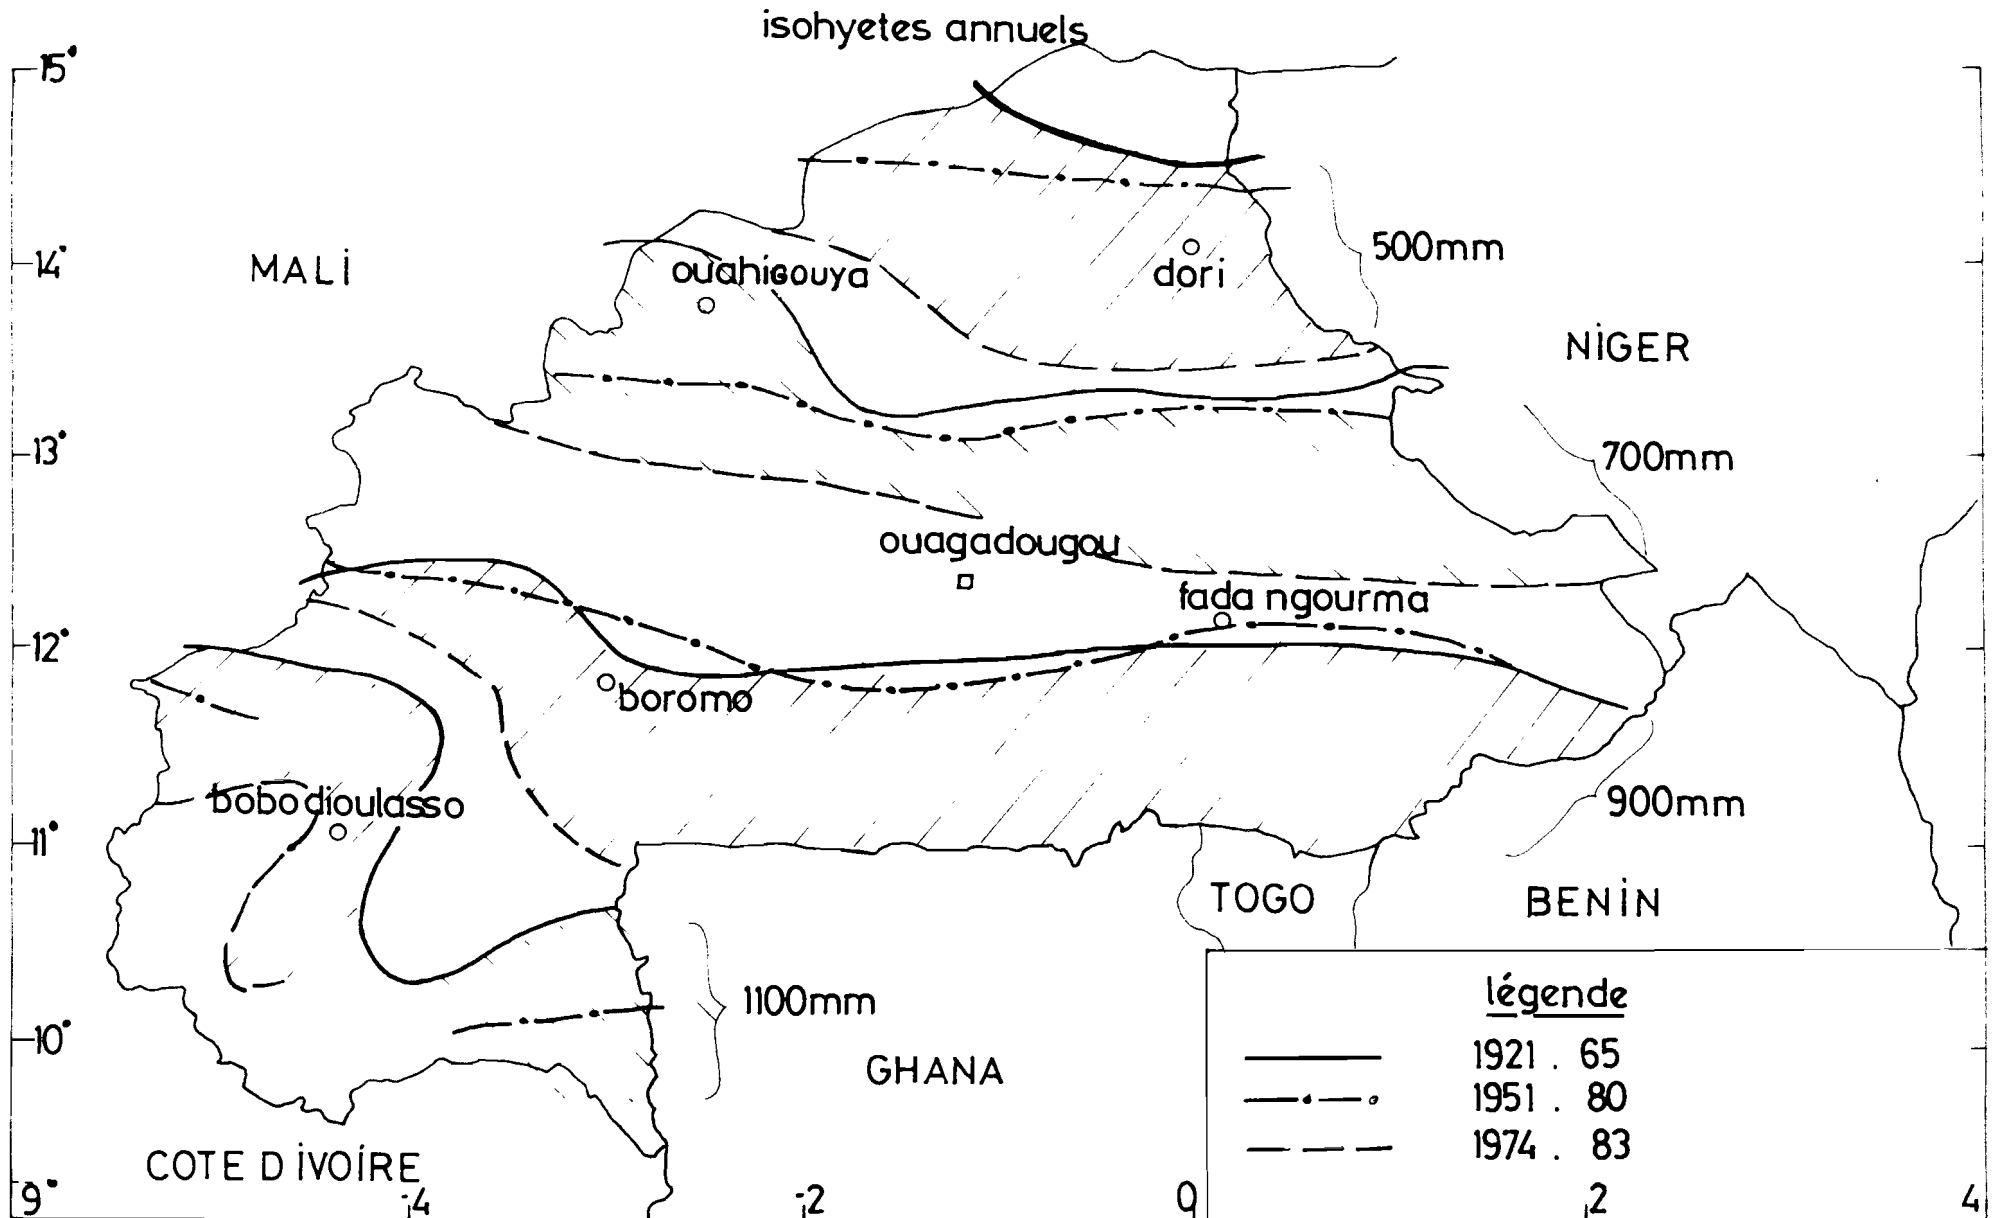 isohyetes annuels
15°
14°
MALI
ouahigouya
dori
500mm
NIGER
13°
700mm
ouagadougou
fada ngourma
12°
boromo
bobo dioulasso
900mm
11°
TOGO
BENIN
1100mm
légende
10°
GHANA
1921 . 65
1951 . 80
1974 . 83
COTE D IVOIRE
9°
-4
-2
0
2
4